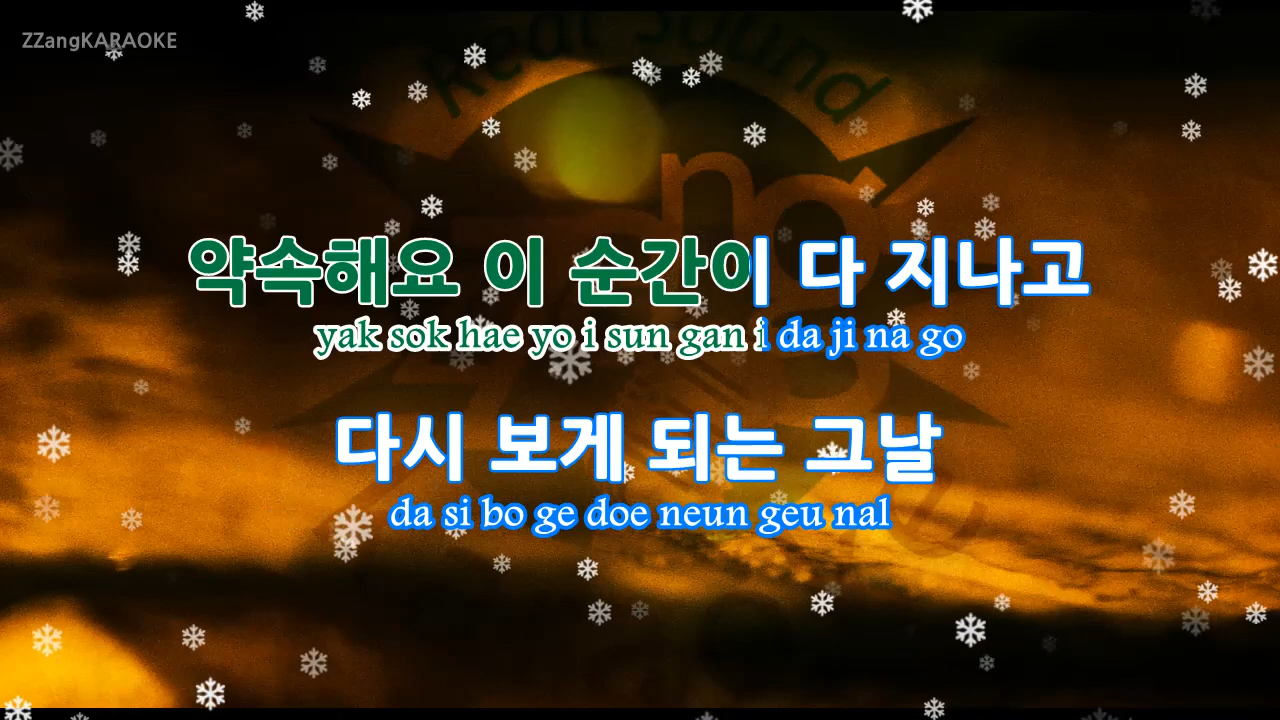 ZZangKARAOKE
Real Sound
약속해요 이 순간이 다 지나고
yak sok hae yo i sun gan i da ji na go
다시 보게 되는 그날
da si bo ge doe neun geu nal